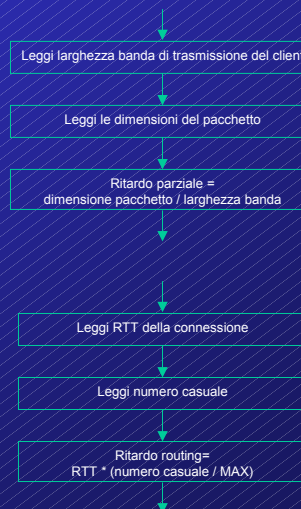 Leggi larghezza banda di trasmissione del client
Leggi le dimensioni del pacchetto
Ritardo parziale =
dimensione pacchetto / larghezza banda
Leggi RTT della connessione
Leggi numero casuale
Ritardo routing=
RTT * (numero casuale / MAX)